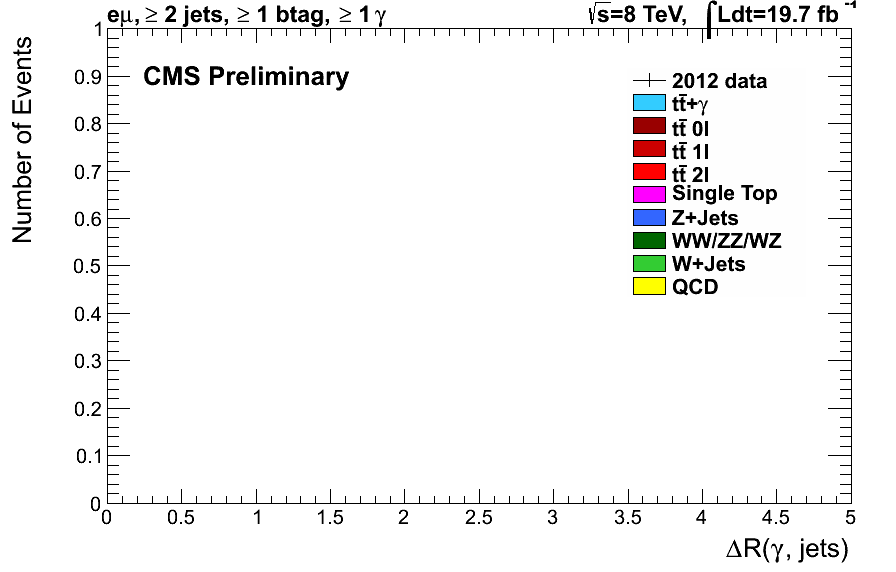 eμ, ≥ 2 jets, ≥ 1 btag, ≥ 1 γ
√s=8 TeV, ∫Ldt=19.7 fb⁻¹
CMS Preliminary
Number of Events
1
0.9
0.8
0.7
0.6
0.5
0.4
0.3
0.2
0.1
0
2012 data
tt̄+γ
tt̄ 0l
tt̄ 1l
tt̄ 2l
Single Top
Z+Jets
WW/ZZ/WZ
W+Jets
QCD
0 0.5 1 1.5 2 2.5 3 3.5 4 4.5 5
ΔR(γ, jets)